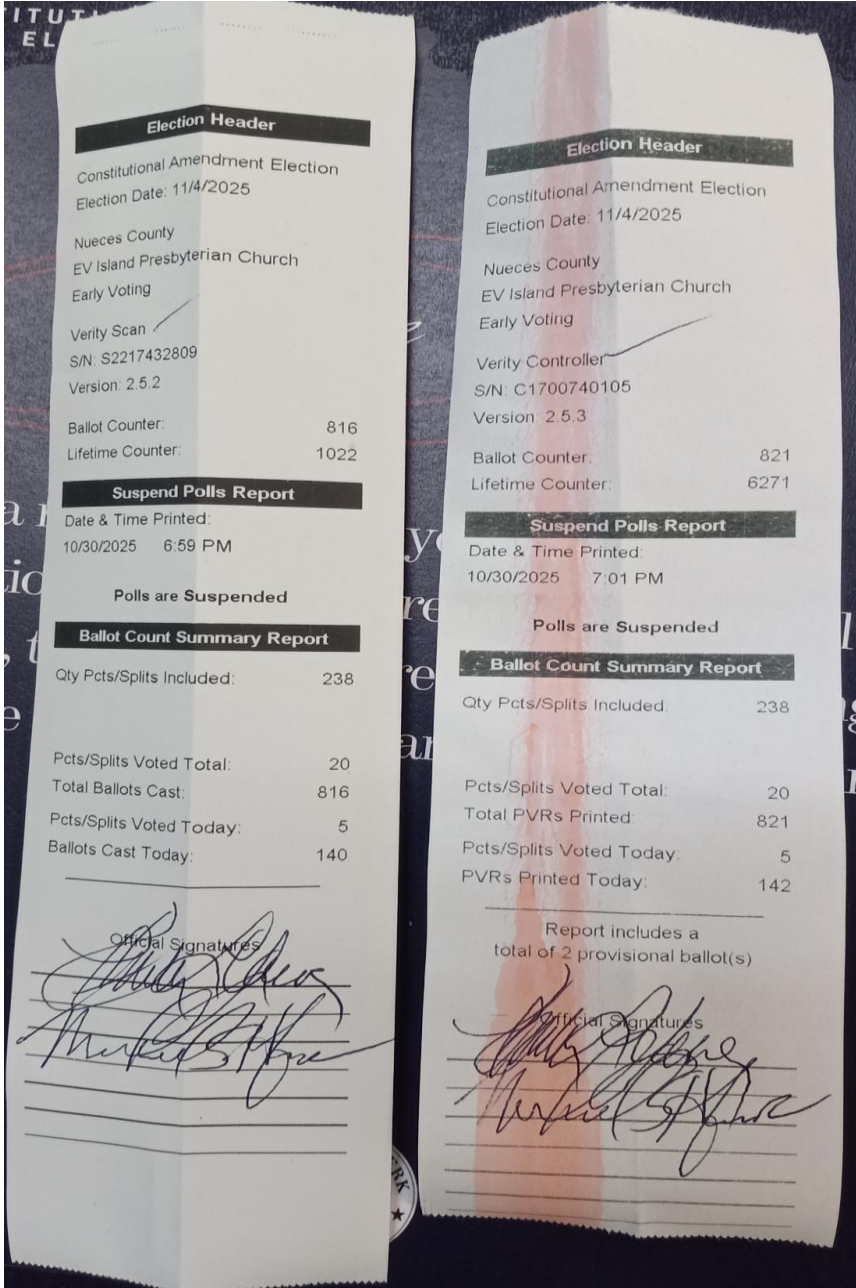 ITUT
EL
Election Header
Constitutional Amendment Election
Election Date: 11/4/2025
Nueces County
EV Island Presbyterian Church
Early Voting
Verity Scan
S/N: S2217432809
Version: 2.5.2
Ballot Counter: 816
Lifetime Counter: 1022
Suspend Polls Report
Date & Time Printed:
10/30/2025 6:59 PM
Polls are Suspended
Ballot Count Summary Report
Qty Pcts/Splits Included: 238
Pcts/Splits Voted Total: 20
Total Ballots Cast: 816
Pcts/Splits Voted Today: 5
Ballots Cast Today: 140
Official Signatures
Election Header
Constitutional Amendment Election
Election Date: 11/4/2025
Nueces County
EV Island Presbyterian Church
Early Voting
Verity Controller
S/N: C1700740105
Version: 2.5.3
Ballot Counter: 821
Lifetime Counter: 6271
Suspend Polls Report
Date & Time Printed:
10/30/2025 7:01 PM
Polls are Suspended
Ballot Count Summary Report
Qty Pcts/Splits Included: 238
Pcts/Splits Voted Total: 20
Total PVRs Printed: 821
Pcts/Splits Voted Today: 5
PVRs Printed Today: 142
Report includes a
total of 2 provisional ballot(s)
Official Signatures